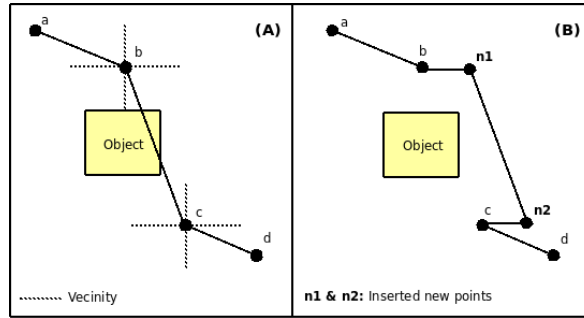 a
(A)
b
Object
c
d
Vecinity
a
(B)
b
n1
Object
c
n2
d
n1 & n2: Inserted new points